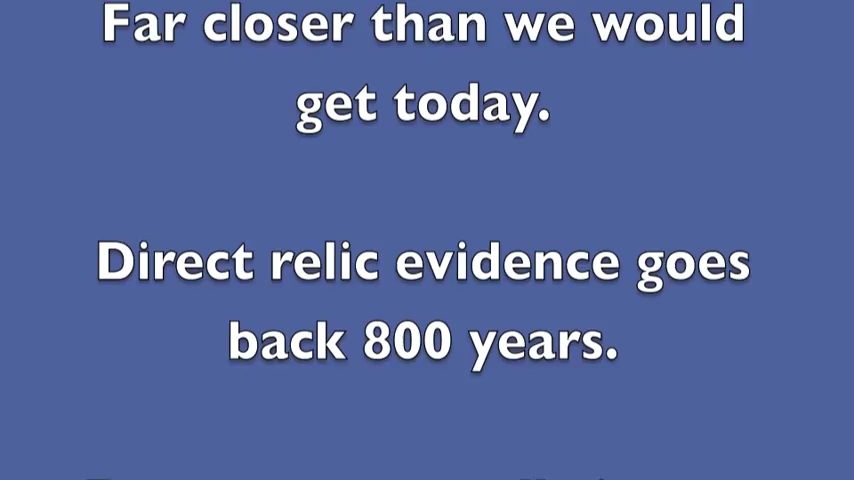 Far closer than we would
get today.
Direct relic evidence goes
back 800 years.